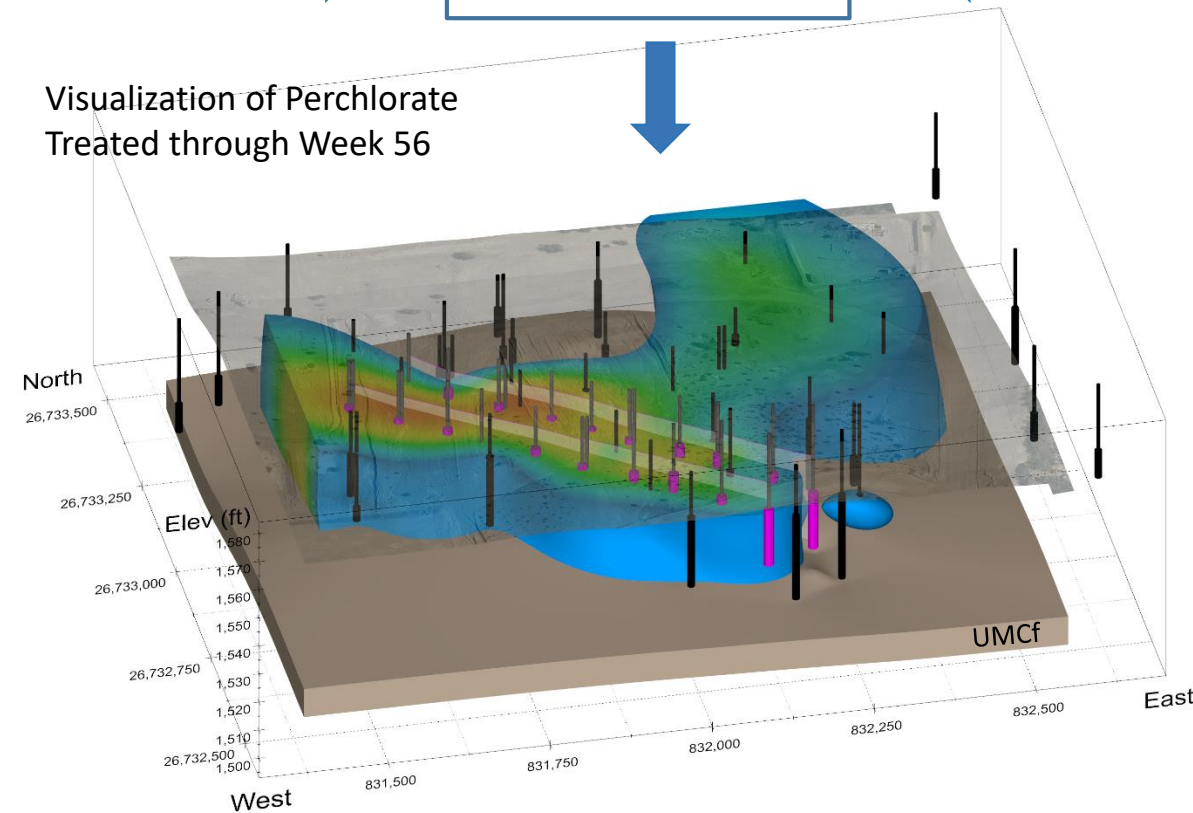 Visualization of Perchlorate
Treated through Week 56
North
26,733,500
26,733,250
Elev (ft)
1,580
1,570
26,733,000
1,560
1,550
1,540
26,732,750
1,530
1,520
1,510
26,732,500
1,500
West
831,500
831,750
832,000
832,250
832,500
East
UMCf